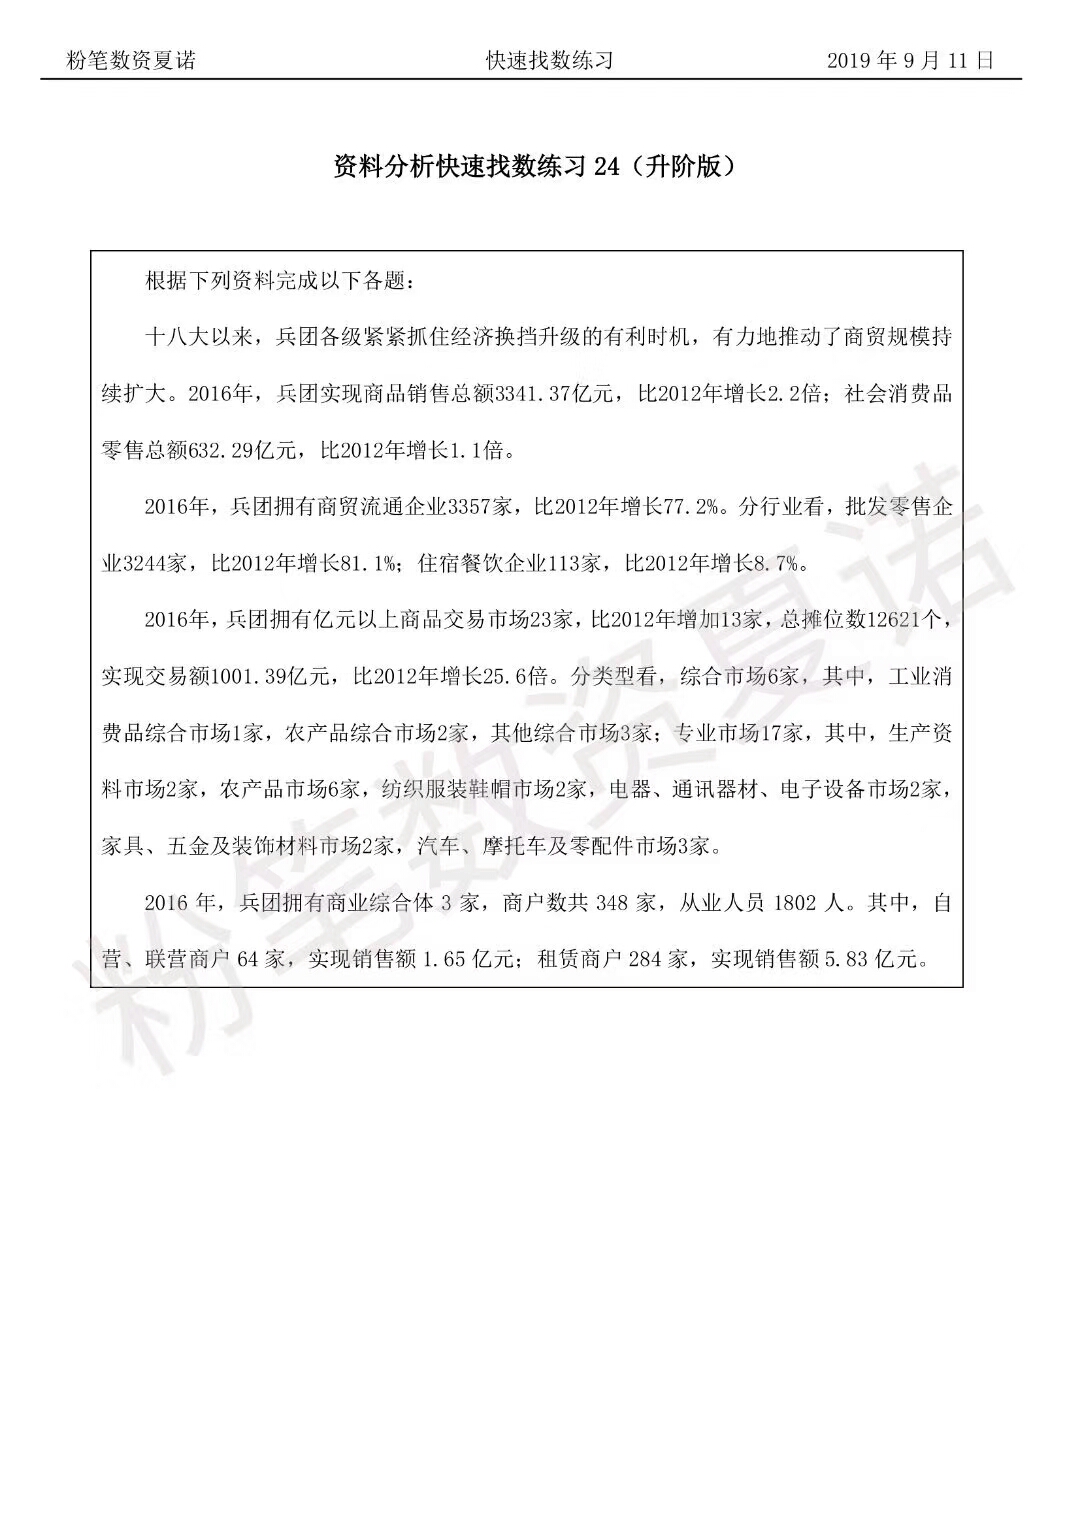 粉笔数资夏诺 快速找数练习 2019 年 9 月 11 日
资料分析快速找数练习 24（升阶版）
根据下列资料完成以下各题：
十八大以来，兵团各级紧紧抓住经济换挡升级的有利时机，有力地推动了商贸规模持
续扩大。2016年，兵团实现商品销售总额3341.37亿元，比2012年增长2.2倍；社会消费品
零售总额632.29亿元，比2012年增长1.1倍。
2016年，兵团拥有商贸流通企业3357家，比2012年增长77.2%。分行业看，批发零售企
业3244家，比2012年增长81.1%；住宿餐饮企业113家，比2012年增长8.7%。
2016年，兵团拥有亿元以上商品交易市场23家，比2012年增加13家，总摊位数12621个，
实现交易额1001.39亿元，比2012年增长25.6倍。分类型看，综合市场6家，其中，工业消
费品综合市场1家，农产品综合市场2家，其他综合市场3家；专业市场17家，其中，生产资
料市场2家，农产品市场6家，纺织服装鞋帽市场2家，电器、通讯器材、电子设备市场2家，
家具、五金及装饰材料市场2家，汽车、摩托车及零配件市场3家。
2016 年，兵团拥有商业综合体 3 家，商户数共 348 家，从业人员 1802 人。其中，自
营、联营商户 64 家，实现销售额 1.65 亿元；租赁商户 284 家，实现销售额 5.83 亿元。
粉笔数资夏诺